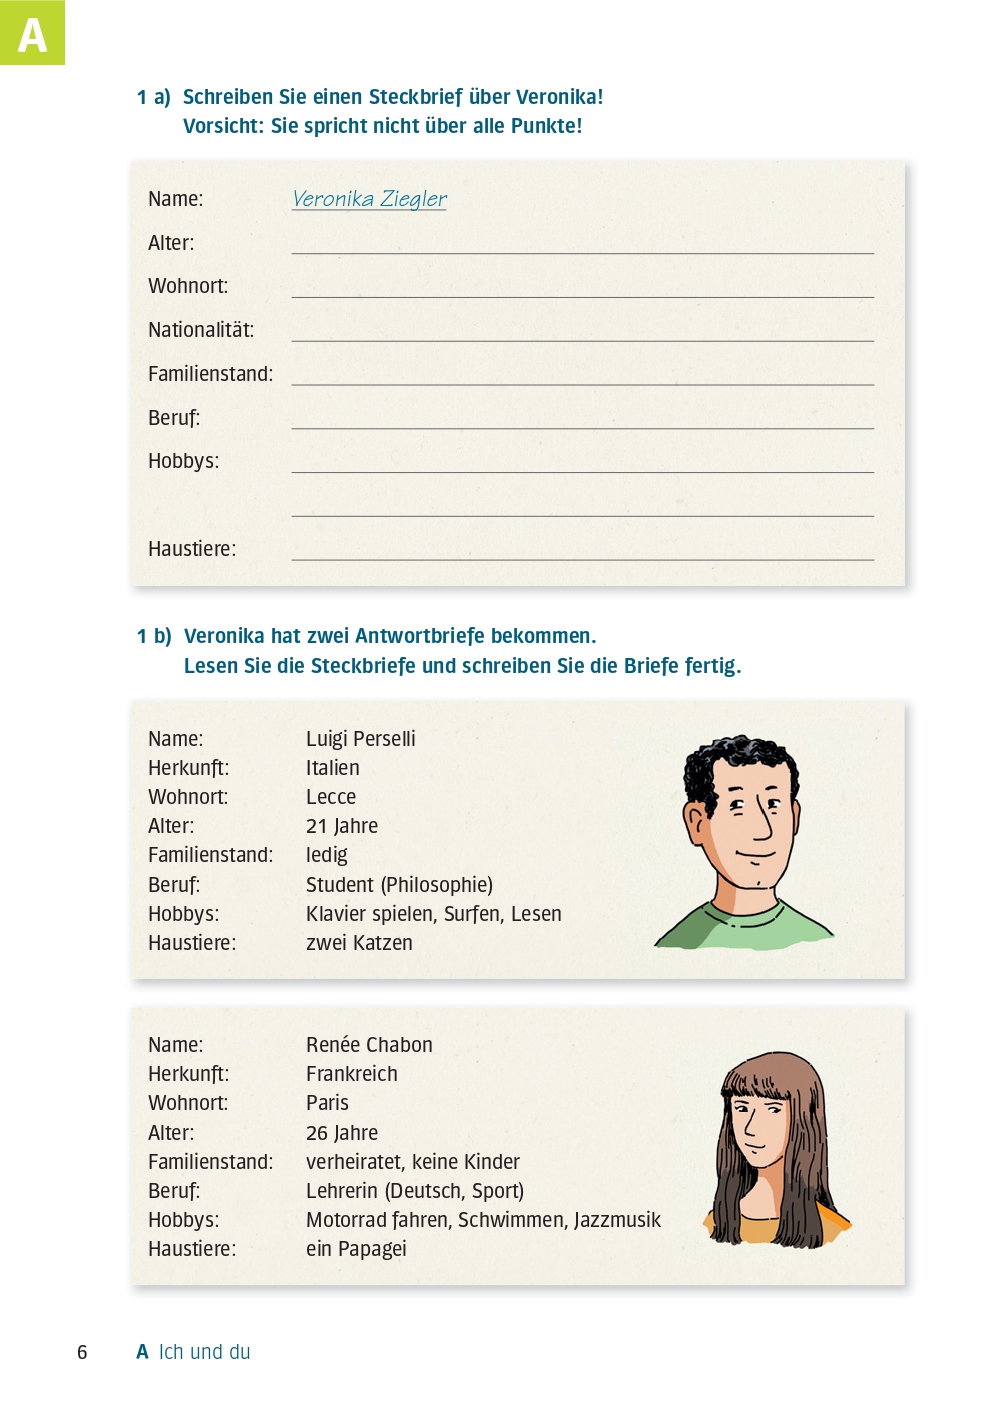 A
1 a) Schreiben Sie einen Steckbrief über Veronika!
Vorsicht: Sie spricht nicht über alle Punkte!
Name: Veronika Ziegler
Alter:
Wohnort:
Nationalität:
Familienstand:
Beruf:
Hobbys:
Haustiere:
1 b) Veronika hat zwei Antwortbriefe bekommen.
Lesen Sie die Steckbriefe und schreiben Sie die Briefe fertig.
Name: Luigi Perselli
Herkunft: Italien
Wohnort: Lecce
Alter: 21 Jahre
Familienstand: ledig
Beruf: Student (Philosophie)
Hobbys: Klavier spielen, Surfen, Lesen
Haustiere: zwei Katzen
Name: Renée Chabon
Herkunft: Frankreich
Wohnort: Paris
Alter: 26 Jahre
Familienstand: verheiratet, keine Kinder
Beruf: Lehrerin (Deutsch, Sport)
Hobbys: Motorrad fahren, Schwimmen, Jazzmusik
Haustiere: ein Papagei
6 A Ich und du